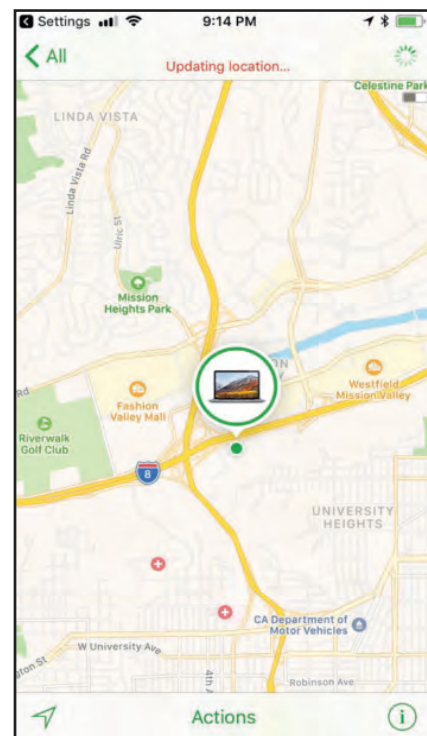 Settings
9:14 PM
All
Updating location...
Celestine Park
LINDA VISTA
Linda Vista Rd
Ulric St
Mission
Heights Park
Fashion
Valley Mall
Westfield
Mission Valley
Riverwalk
Golf Club
8
UNIVERSITY
HEIGHTS
CA Department of
Motor Vehicles
W University Ave
4th A
Robinson Ave
Actions
i